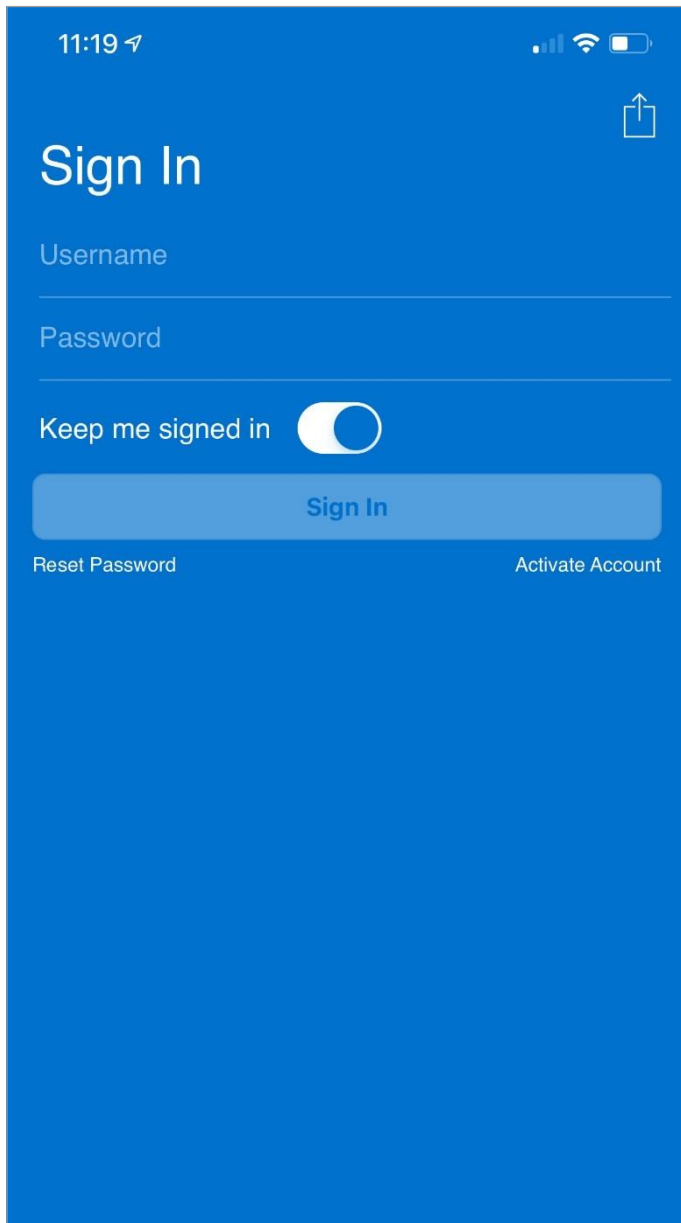 11:19
Sign In
Username
Password
Keep me signed in
Sign In
Reset Password
Activate Account